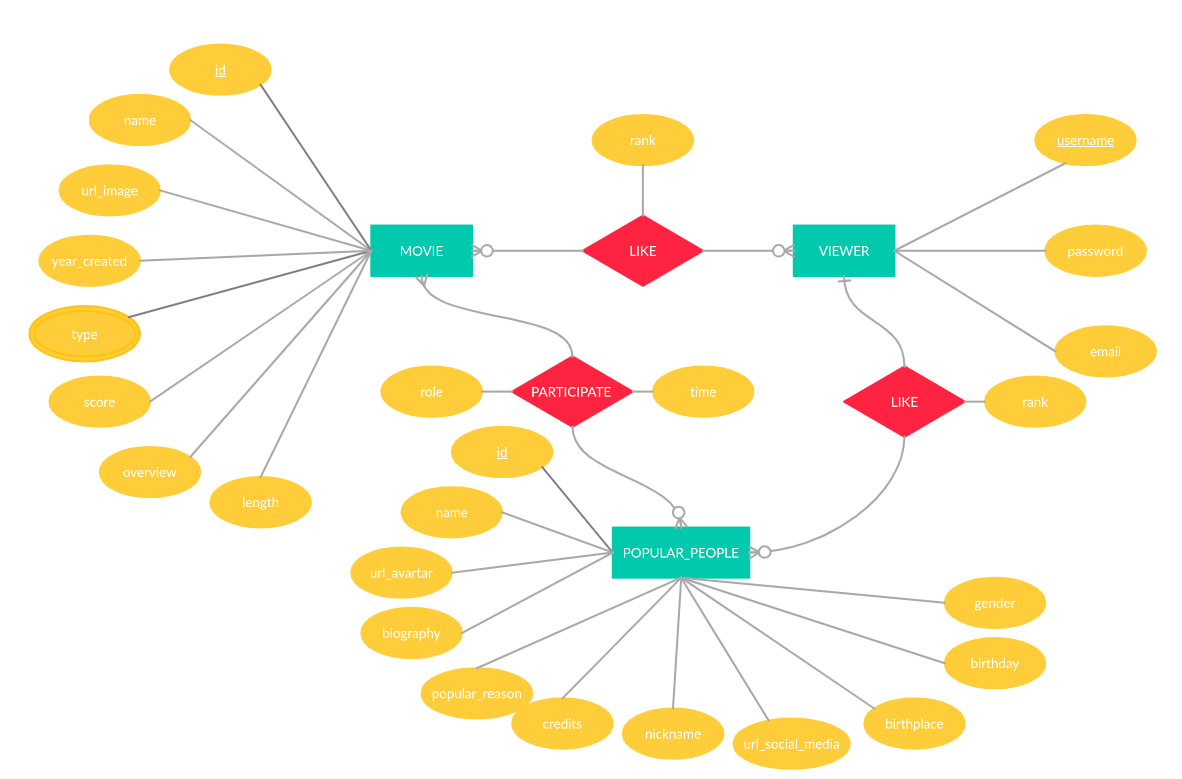 id
name
rank
username
url_image
MOVIE
LIKE
VIEWER
password
year_created
type
email
role
PARTICIPATE
time
score
LIKE
rank
id
overview
length
name
POPULAR_PEOPLE
url_avartar
gender
biography
birthday
popular_reason
credits
nickname
birthplace
url_social_media